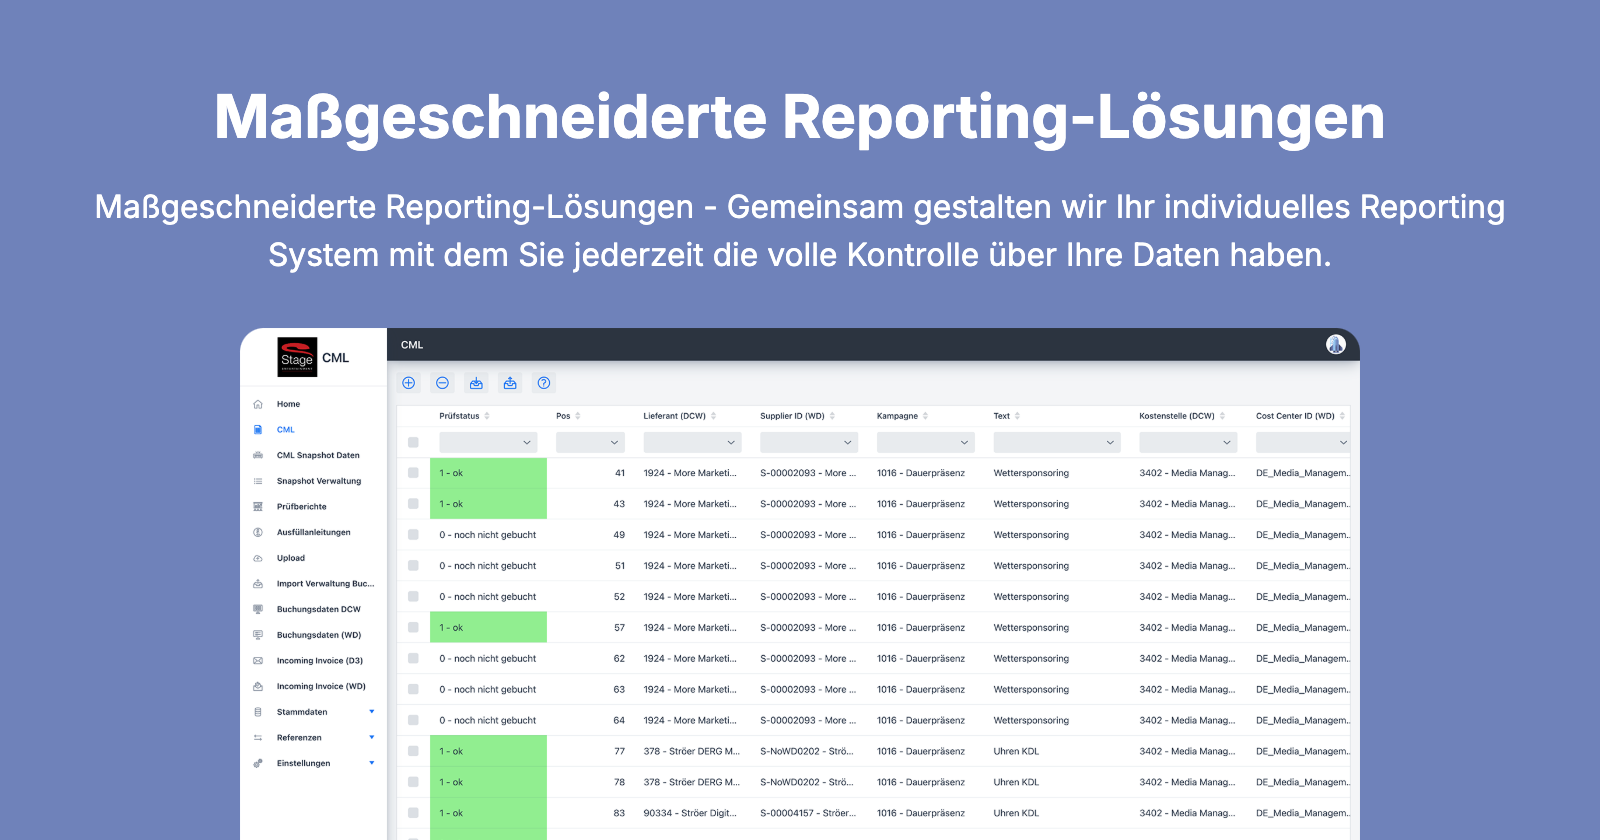 Maßgeschneiderte Reporting-Lösungen
Maßgeschneiderte Reporting-Lösungen - Gemeinsam gestalten wir Ihr individuelles Reporting
System mit dem Sie jederzeit die volle Kontrolle über Ihre Daten haben.
Stage CML
CML
Home
CML
CML Snapshot Daten
Snapshot Verwaltung
Prüfberichte
Ausfüllanleitungen
Upload
Import Verwaltung Buc...
Buchungsdaten DCW
Buchungsdaten (WD)
Incoming Invoice (D3)
Incoming Invoice (WD)
Stammdaten
Referenzen
Einstellungen
Prüfstatus Pos Lieferant (DCW) Supplier ID (WD) Kampagne Text Kostenstelle (DCW) Cost Center ID (WD)
1 - ok 41 1924 - More Marketi... S-00002093 - More ... 1016 - Dauerpräsenz Wettersponsoring 3402 - Media Manag... DE_Media_Managem...
1 - ok 43 1924 - More Marketi... S-00002093 - More ... 1016 - Dauerpräsenz Wettersponsoring 3402 - Media Manag... DE_Media_Managem...
0 - noch nicht gebucht 49 1924 - More Marketi... S-00002093 - More ... 1016 - Dauerpräsenz Wettersponsoring 3402 - Media Manag... DE_Media_Managem...
0 - noch nicht gebucht 51 1924 - More Marketi... S-00002093 - More ... 1016 - Dauerpräsenz Wettersponsoring 3402 - Media Manag... DE_Media_Managem...
0 - noch nicht gebucht 52 1924 - More Marketi... S-00002093 - More ... 1016 - Dauerpräsenz Wettersponsoring 3402 - Media Manag... DE_Media_Managem...
1 - ok 57 1924 - More Marketi... S-00002093 - More ... 1016 - Dauerpräsenz Wettersponsoring 3402 - Media Manag... DE_Media_Managem...
0 - noch nicht gebucht 62 1924 - More Marketi... S-00002093 - More ... 1016 - Dauerpräsenz Wettersponsoring 3402 - Media Manag... DE_Media_Managem...
0 - noch nicht gebucht 63 1924 - More Marketi... S-00002093 - More ... 1016 - Dauerpräsenz Wettersponsoring 3402 - Media Manag... DE_Media_Managem...
0 - noch nicht gebucht 64 1924 - More Marketi... S-00002093 - More ... 1016 - Dauerpräsenz Wettersponsoring 3402 - Media Manag... DE_Media_Managem...
1 - ok 77 378 - Ströer DERG M... S-NoWD0202 - Strö... 1016 - Dauerpräsenz Uhren KDL 3402 - Media Manag... DE_Media_Managem...
1 - ok 78 378 - Ströer DERG M... S-NoWD0202 - Strö... 1016 - Dauerpräsenz Uhren KDL 3402 - Media Manag... DE_Media_Managem...
1 - ok 83 90334 - Ströer Digit... S-00004157 - Ströer... 1016 - Dauerpräsenz Uhren KDL 3402 - Media Manag... DE_Media_Managem...